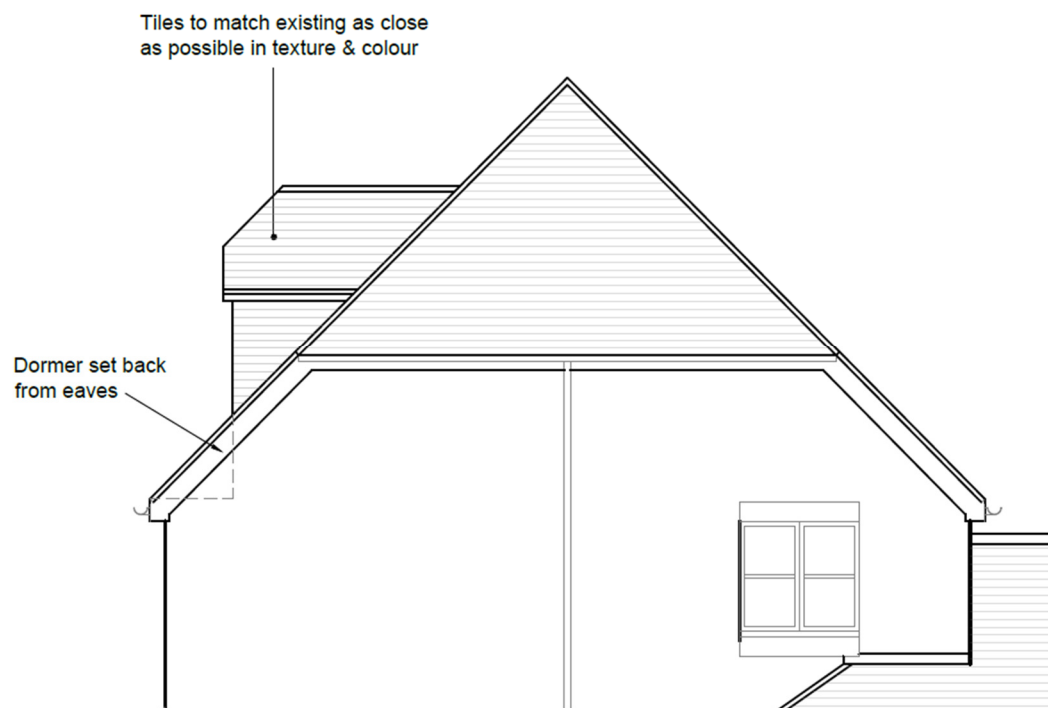 Tiles to match existing as close
as possible in texture & colour
Dormer set back
from eaves